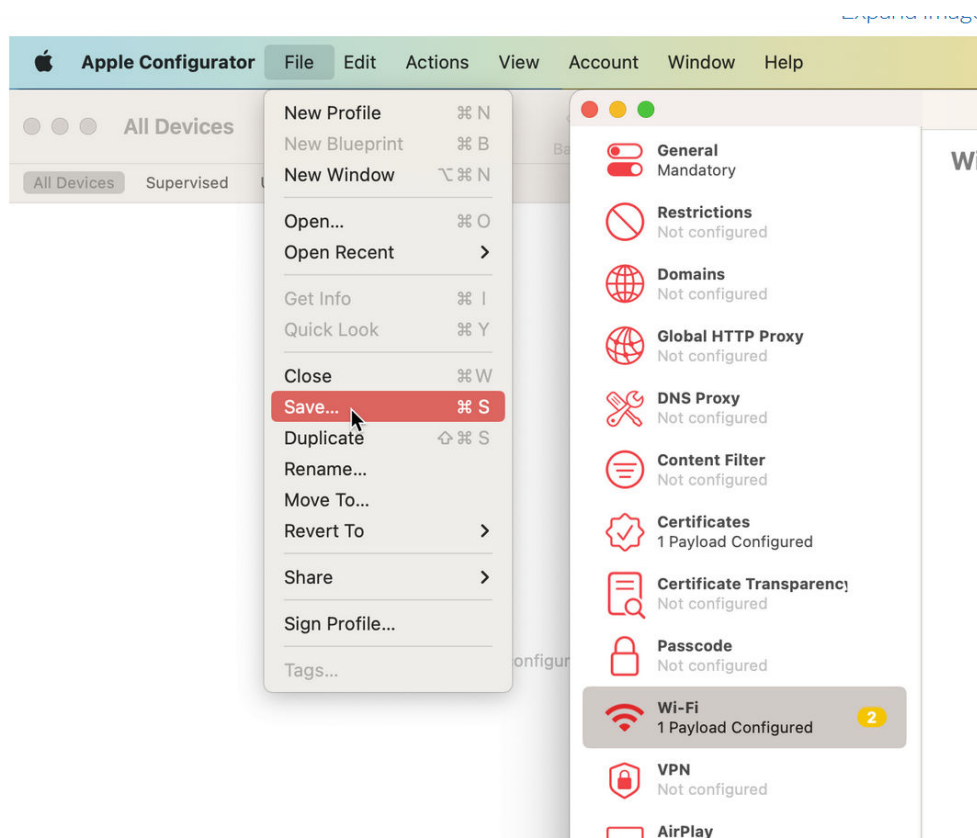 Expand Image
Apple Configurator File Edit Actions View Account Window Help
All Devices
All Devices Supervised
New Profile ⌘ N
New Blueprint ⌘ B
New Window ⌥ ⌘ N
Open... ⌘ O
Open Recent >
Get Info ⌘ I
Quick Look ⌘ Y
Close ⌘ W
Save... ⌘ S
Duplicate ⇧ ⌘ S
Rename...
Move To...
Revert To >
Share >
Sign Profile...
Tags...
General
Mandatory
Restrictions
Not configured
Domains
Not configured
Global HTTP Proxy
Not configured
DNS Proxy
Not configured
Content Filter
Not configured
Certificates
1 Payload Configured
Certificate Transparency
Not configured
Passcode
Not configured
Wi-Fi
1 Payload Configured
2
VPN
Not configured
AirPlay